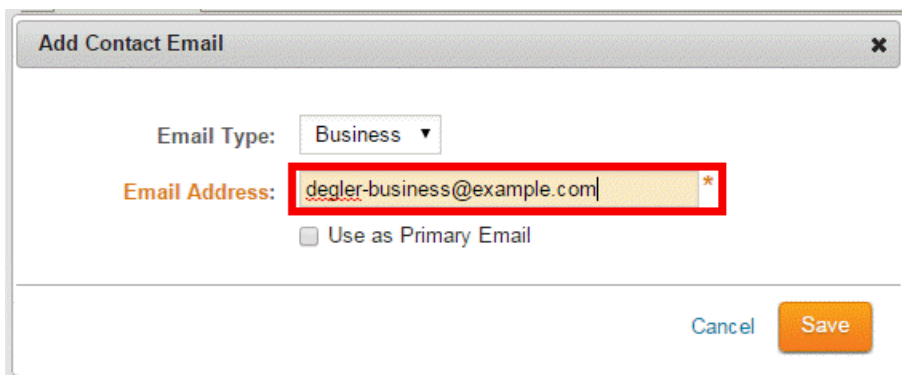 Add Contact Email
Email Type: Business
Email Address: degler-business@example.com *
Use as Primary Email
Cancel Save